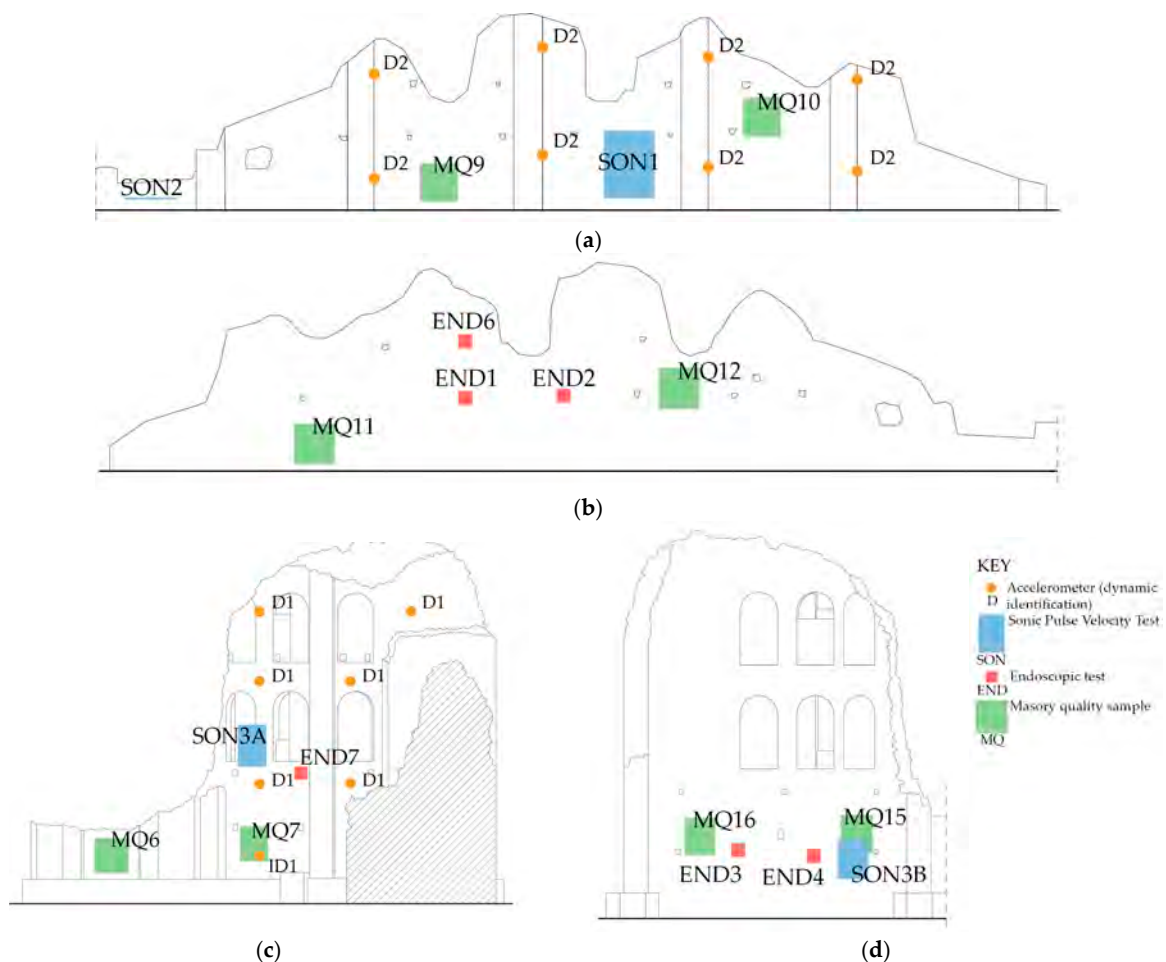 D2
D2
D2
D2
MQ10
D2
D2
D2
D2
MQ9
SON1
SON2
(a)
END6
END1
END2
MQ12
MQ11
(b)
D1
D1
D1
D1
SON3A
END7
D1
D1
MQ6
MQ7
ID1
(c)
MQ16
MQ15
END3
END4
SON3B
(d)
KEY
Accelerometer (dynamic
D
identification)
Sonic Pulse Velocity Test
SON
Endoscopic test
END
Masory quality sample
MQ